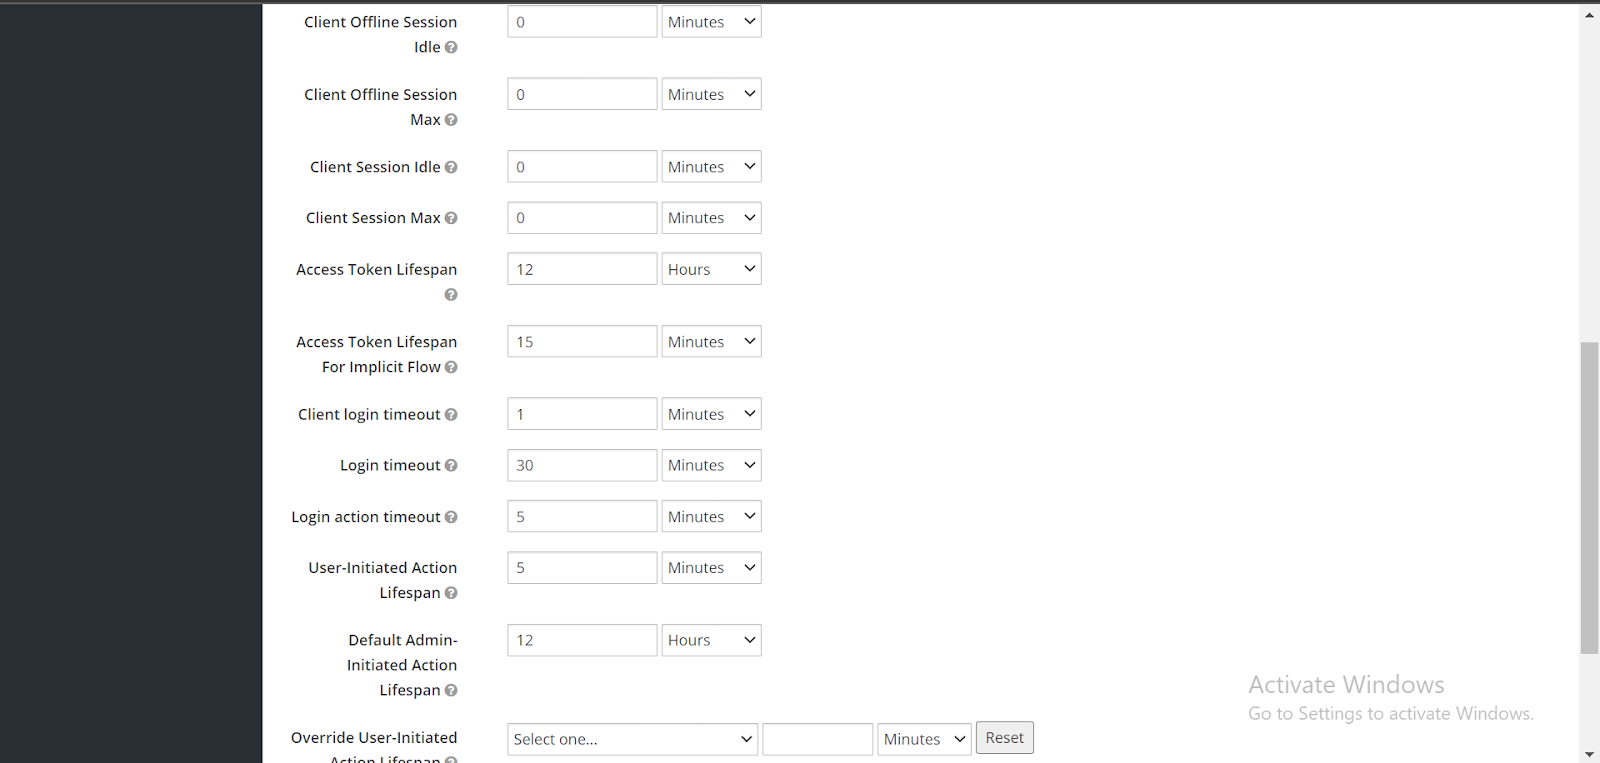 Client Offline Session 0 Minutes
Idle
Client Offline Session 0 Minutes
Max
Client Session Idle 0 Minutes
Client Session Max 0 Minutes
Access Token Lifespan 12 Hours
Access Token Lifespan 15 Minutes
For Implicit Flow
Client login timeout 1 Minutes
Login timeout 30 Minutes
Login action timeout 5 Minutes
User-Initiated Action 5 Minutes
Lifespan
Default Admin- 12 Hours
Initiated Action
Lifespan
Activate Windows
Go to Settings to activate Windows.
Override User-Initiated Select one... Minutes Reset
Action Lifespan